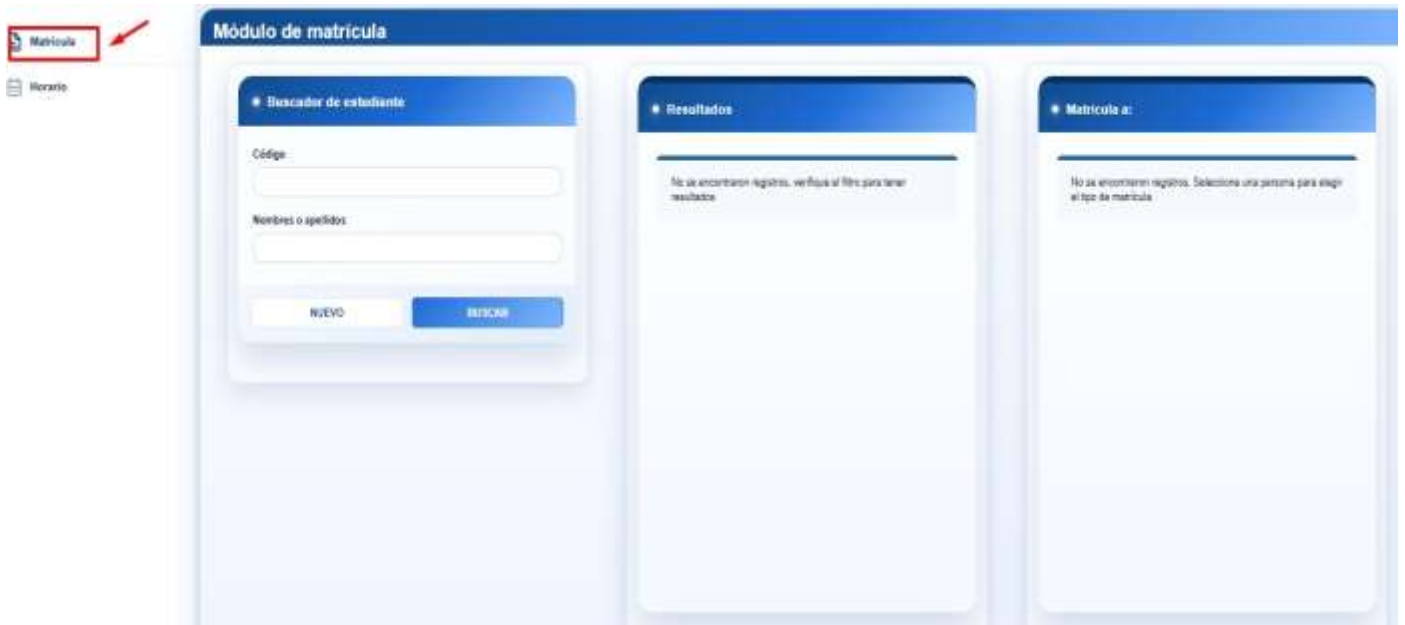 Matrícula
Horario
Módulo de matrícula
Buscador de estudiante
Código
Nombres o apellidos
NUEVO
BUSCAR
Resultados
No se encontraron registros, verifique el filtro para tener
resultados
Matrícula a:
No se encontraron registros. Selecciona una persona para elegir
el tipo de matrícula